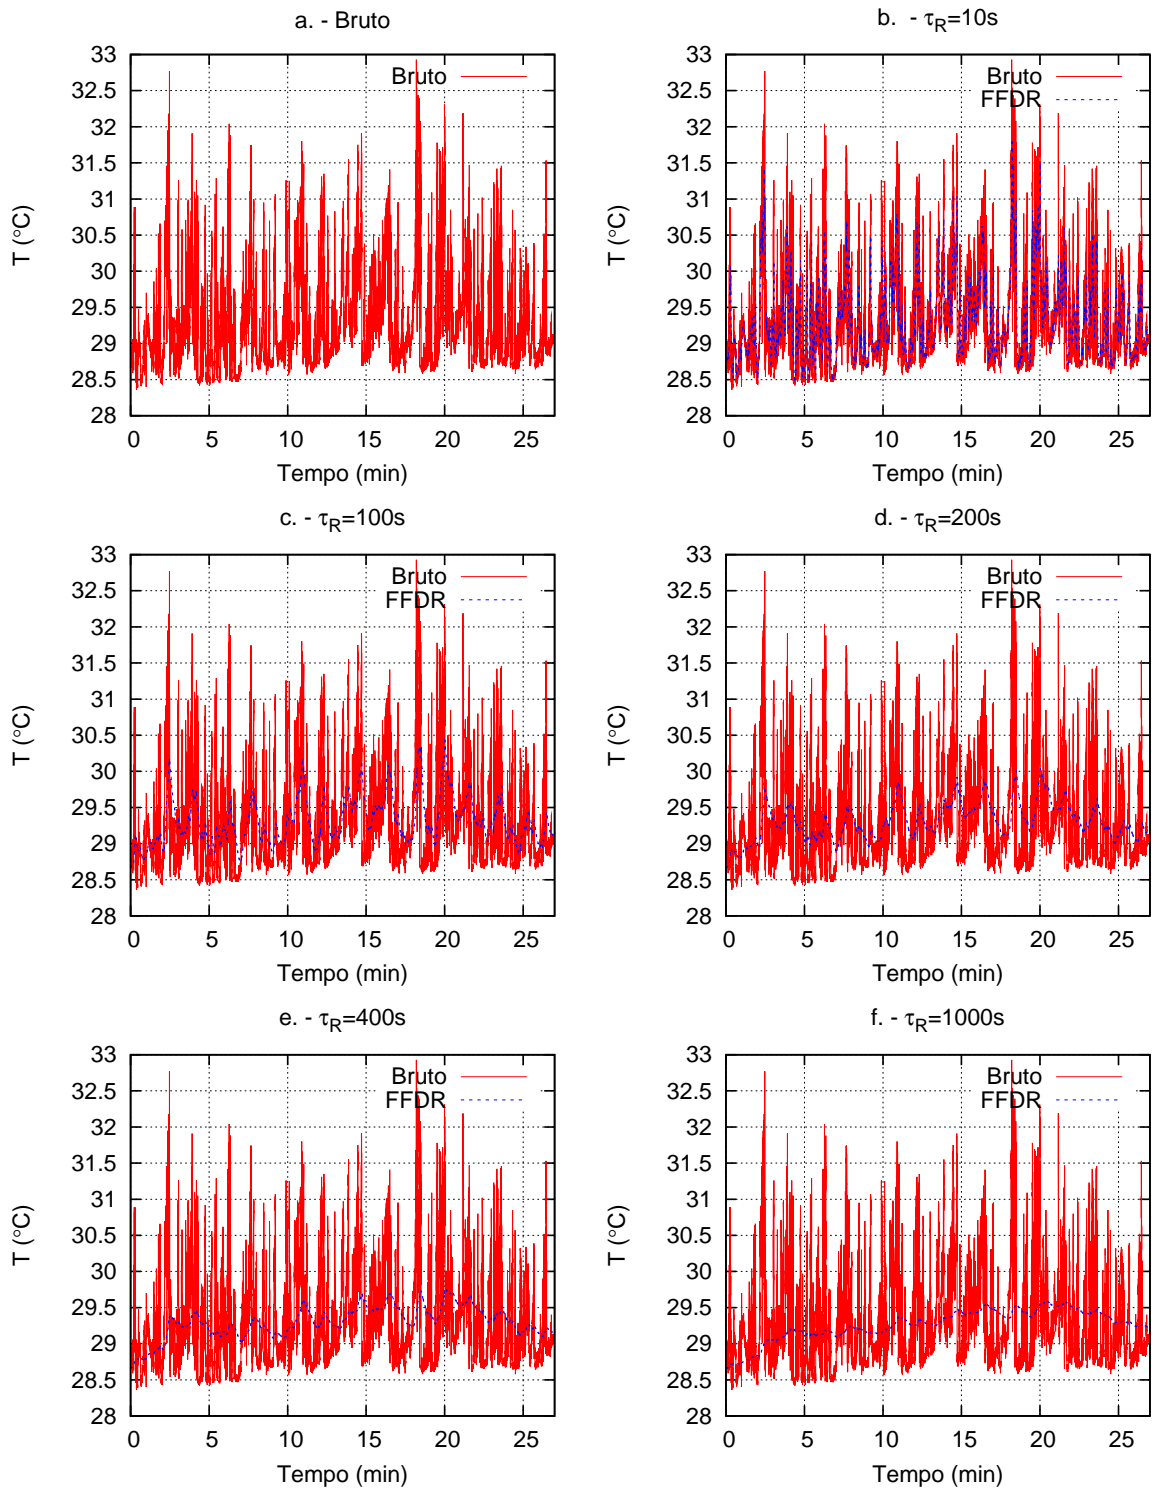 a. - Bruto
Bruto
33
32.5
32
31.5
31
30.5
30
29.5
29
28.5
28
T (°C)
0 5 10 15 20 25
Tempo (min)
b. - τR=10s
Bruto
FFDR
33
32.5
32
31.5
31
30.5
30
29.5
29
28.5
28
T (°C)
0 5 10 15 20 25
Tempo (min)
c. - τR=100s
Bruto
FFDR
33
32.5
32
31.5
31
30.5
30
29.5
29
28.5
28
T (°C)
0 5 10 15 20 25
Tempo (min)
d. - τR=200s
Bruto
FFDR
33
32.5
32
31.5
31
30.5
30
29.5
29
28.5
28
T (°C)
0 5 10 15 20 25
Tempo (min)
e. - τR=400s
Bruto
FFDR
33
32.5
32
31.5
31
30.5
30
29.5
29
28.5
28
T (°C)
0 5 10 15 20 25
Tempo (min)
f. - τR=1000s
Bruto
FFDR
33
32.5
32
31.5
31
30.5
30
29.5
29
28.5
28
T (°C)
0 5 10 15 20 25
Tempo (min)